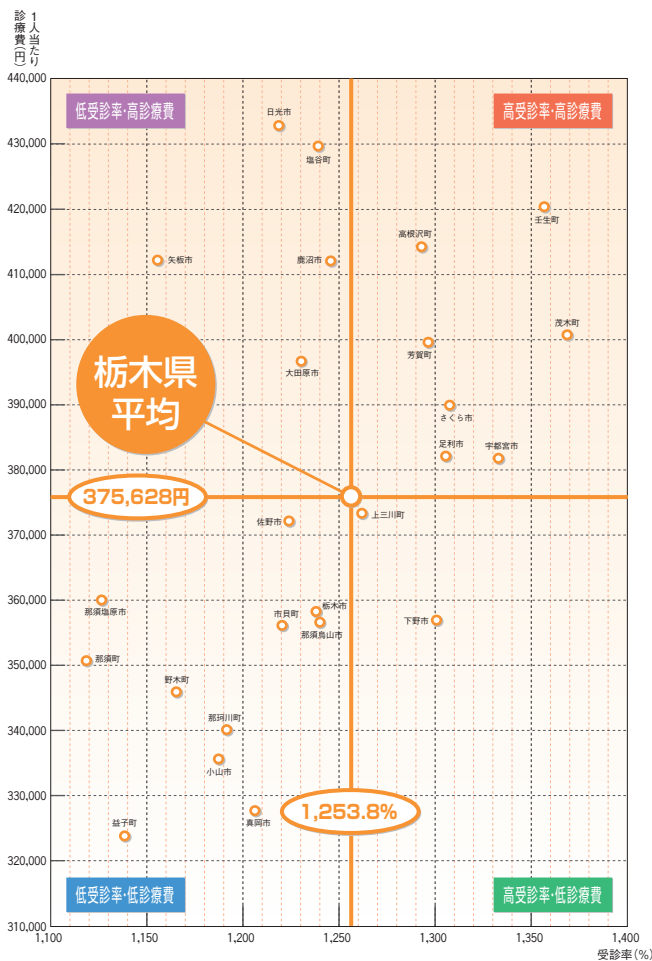 1人当たり
診療費(円)
440,000
430,000
420,000
410,000
400,000
390,000
380,000
370,000
360,000
350,000
340,000
330,000
320,000
310,000
低受診率・高診療費
高受診率・高診療費
日光市
塩谷町
壬生町
高根沢町
矢板市
鹿沼市
茂木町
芳賀町
大田原市
栃木県
平均
さくら市
足利市
宇都宮市
375,628円
上三川町
佐野市
那須塩原市
栃木市
市貝町
下野市
那須烏山市
那須町
野木町
那珂川町
小山市
1,253.8%
益子町
真岡市
低受診率・低診療費
高受診率・低診療費
1,100
1,150
1,200
1,250
1,300
1,350
1,400
受診率(%)